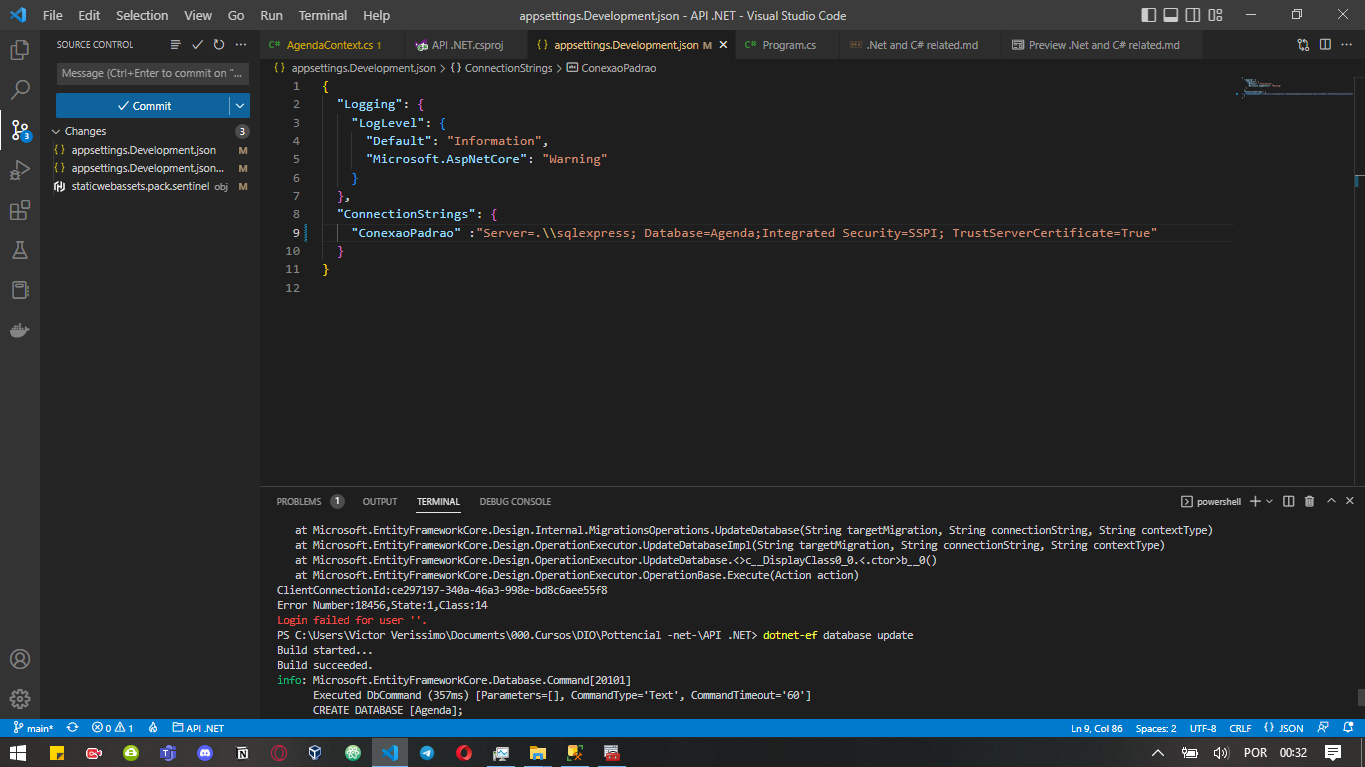 File Edit Selection View Go Run Terminal Help
appsettings.Development.json - API .NET - Visual Studio Code
SOURCE CONTROL
Message (Ctrl+Enter to commit on "...
Commit
Changes 3
appsettings.Development.json M
appsettings.Development.json... M
staticwebassets.pack.sentinel obj M
3
C# AgendaContext.cs 1
API .NET.csproj
{} appsettings.Development.json M
C# Program.cs
.Net and C# related.md
Preview .Net and C# related.md
{} appsettings.Development.json > {} ConnectionStrings > ConexaoPadrao
1 {
2 "Logging": {
3 "LogLevel": {
4 "Default": "Information",
5 "Microsoft.AspNetCore": "Warning"
6 }
7 },
8 "ConnectionStrings": {
9 "ConexaoPadrao" :"Server=.\\sqlexpress; Database=Agenda;Integrated Security=SSPI; TrustServerCertificate=True"
10 }
11 }
12
PROBLEMS 1 OUTPUT TERMINAL DEBUG CONSOLE
powershell
at Microsoft.EntityFrameworkCore.Design.Internal.MigrationsOperations.UpdateDatabase(String targetMigration, String connectionString, String contextType)
at Microsoft.EntityFrameworkCore.Design.OperationExecutor.UpdateDatabaseImpl(String targetMigration, String connectionString, String contextType)
at Microsoft.EntityFrameworkCore.Design.OperationExecutor.UpdateDatabase.<>c__DisplayClass0_0.<.ctor>b__0()
at Microsoft.EntityFrameworkCore.Design.OperationExecutor.OperationBase.Execute(Action action)
ClientConnectionId:ce297197-340a-46a3-998e-bd8c6aee55f8
Error Number:18456,State:1,Class:14
Login failed for user ''.
PS C:\Users\Victor Verissimo\Documents\000.Cursos\DIO\Pottencial -net-\API .NET> dotnet-ef database update
Build started...
Build succeeded.
info: Microsoft.EntityFrameworkCore.Database.Command[20101]
Executed DbCommand (357ms) [Parameters=[], CommandType='Text', CommandTimeout='60']
CREATE DATABASE [Agenda];
main* 0 1 API .NET
Ln 9, Col 86 Spaces: 2 UTF-8 CRLF {} JSON
POR 00:32